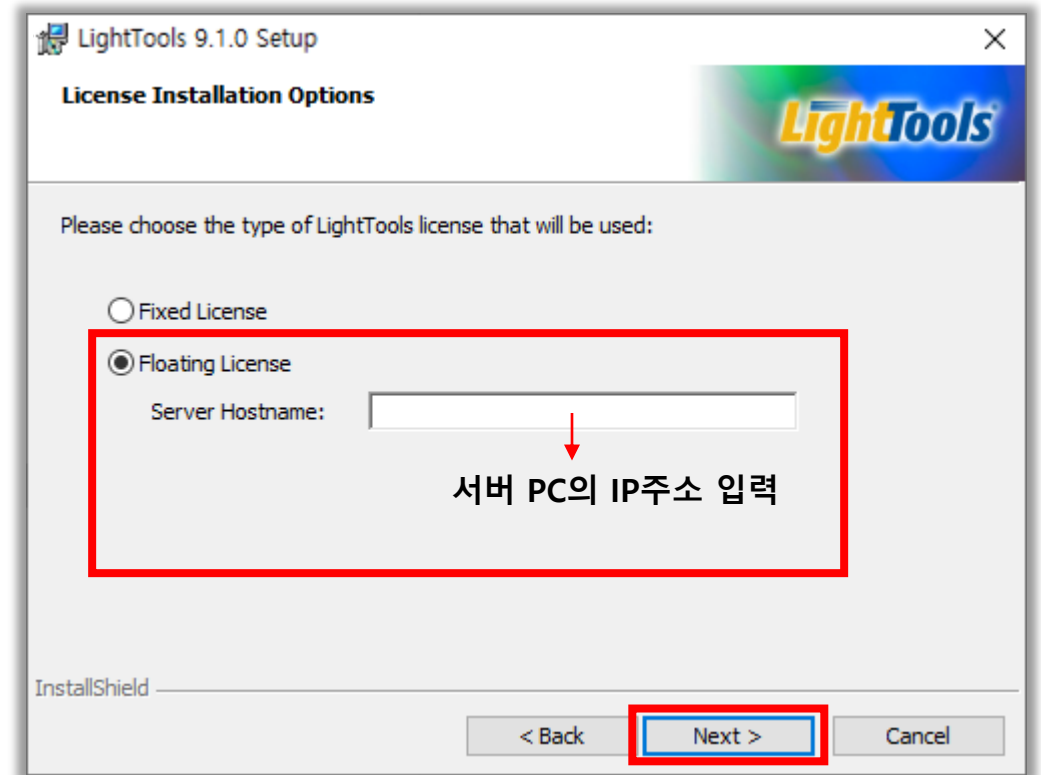 LightTools 9.1.0 Setup
License Installation Options
LightTools
Please choose the type of LightTools license that will be used:
Fixed License
Floating License
Server Hostname:
서버 PC의 IP주소 입력
InstallShield
< Back Next > Cancel